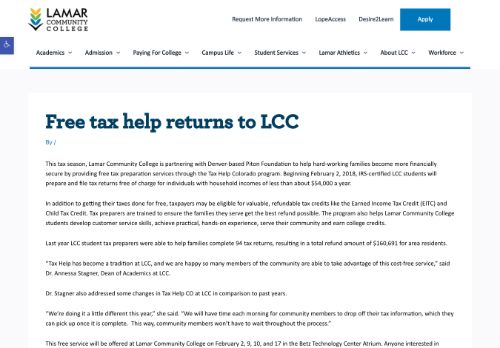 LAMAR
COMMUNITY
COLLEGE
Request More Information LopeAccess Desire2Learn Apply
Academics Admission Paying For College Campus Life Student Services Lamar Athletics About LCC Workforce
Free tax help returns to LCC
By /
This tax season, Lamar Community College is partnering with Denver-based Piton Foundation to help hard-working families become more financially
secure by providing free tax preparation services through the Tax Help Colorado program. Beginning February 2, 2018, IRS-certified LCC students will
prepare and file tax returns free of charge for individuals with household incomes of less than about $54,000 a year.
In addition to getting their taxes done for free, taxpayers may be eligible for valuable, refundable tax credits like the Earned Income Tax Credit (EITC) and
Child Tax Credit. Tax preparers are trained to ensure the families they serve get the best refund possible. The program also helps Lamar Community College
students develop customer service skills, achieve practical, hands-on experience, serve their community and earn college credits.
Last year LCC student tax preparers were able to help families complete 94 tax returns, resulting in a total refund amount of $160,691 for area residents.
"Tax Help has become a tradition at LCC, and we are happy so many members of the community are able to take advantage of this cost-free service," said
Dr. Annessa Stagner, Dean of Academics at LCC.
Dr. Stagner also addressed some changes in Tax Help CO at LCC in comparison to past years.
"We're doing it a little different this year," she said. "We will have time each morning for community members to drop off their tax information, which they
can pick up once it is complete. This way, community members won't have to wait throughout the process."
This free service will be offered at Lamar Community College on February 2, 9, 10, and 17 in the Betz Technology Center Atrium. Anyone interested in